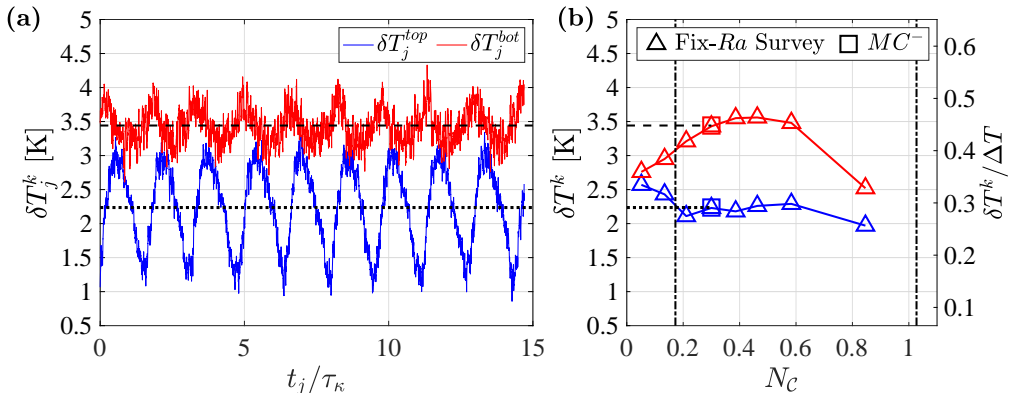 (a)
δT_j^{top} δT_j^{bot}
5
4.5
4
3.5
3
2.5
2
1.5
1
0.5
δT_j^k [K]
0 5 10 15
t_j/τ_κ
(b)
△ Fix-Ra Survey □ MC^-
5
4.5
4
3.5
3
2.5
2
1.5
1
0.5
δT^k [K]
0 0.2 0.4 0.6 0.8 1
N_𝒞
0.6
0.5
0.4
0.3
0.2
0.1
δT^k/ΔT